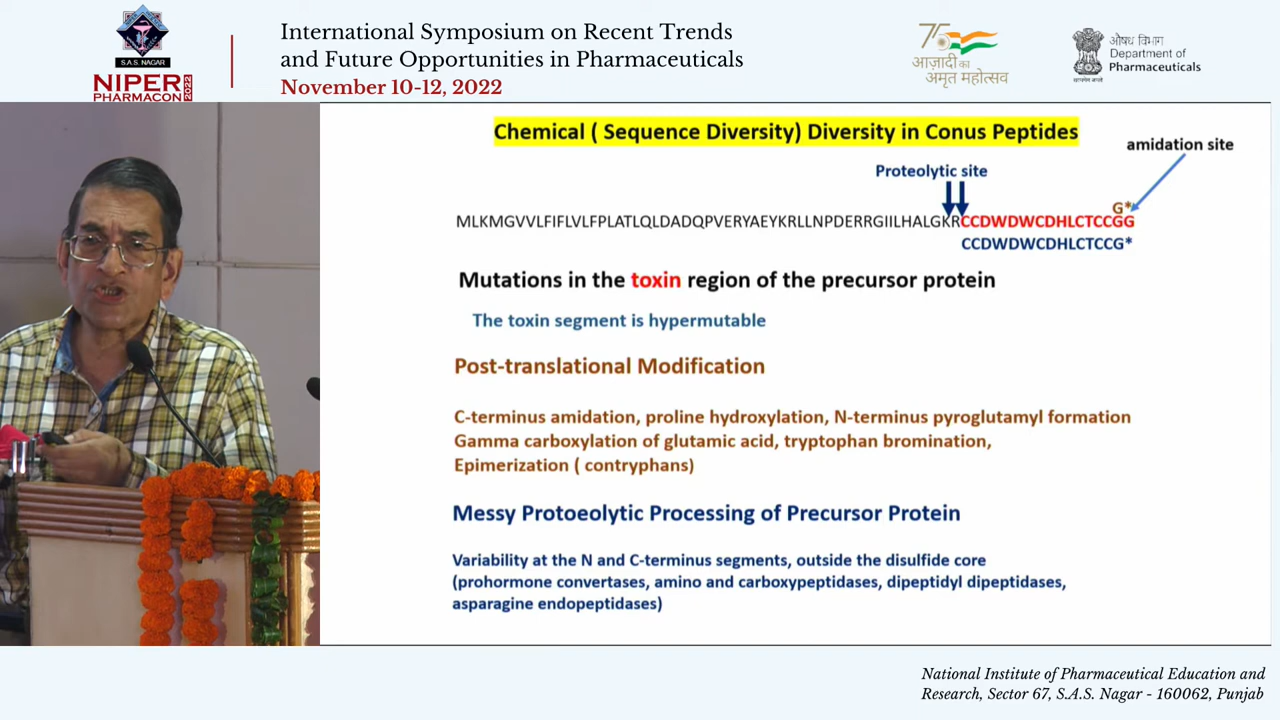 S.A.S. NAGAR
NIPER
PHARMACON
2022
International Symposium on Recent Trends
and Future Opportunities in Pharmaceuticals
November 10-12, 2022
75
आज़ादी का
अमृत महोत्सव
सत्यमेव जयते
औषध विभाग
Department of
Pharmaceuticals
Chemical ( Sequence Diversity) Diversity in Conus Peptides
amidation site
Proteolytic site
G*
MLKMGVVLFIFLVLFPLATLQLDADQPVERYAEYKRLLNPDERRGIILHALGKRCCDWDWCDHLCTCCGG
CCDWDWCDHLCTCCG*
Mutations in the toxin region of the precursor protein
The toxin segment is hypermutable
Post-translational Modification
C-terminus amidation, proline hydroxylation, N-terminus pyroglutamyl formation
Gamma carboxylation of glutamic acid, tryptophan bromination,
Epimerization ( contryphans)
Messy Protoeolytic Processing of Precursor Protein
Variability at the N and C-terminus segments, outside the disulfide core
(prohormone convertases, amino and carboxypeptidases, dipeptidyl dipeptidases,
asparagine endopeptidases)
National Institute of Pharmaceutical Education and
Research, Sector 67, S.A.S. Nagar - 160062, Punjab